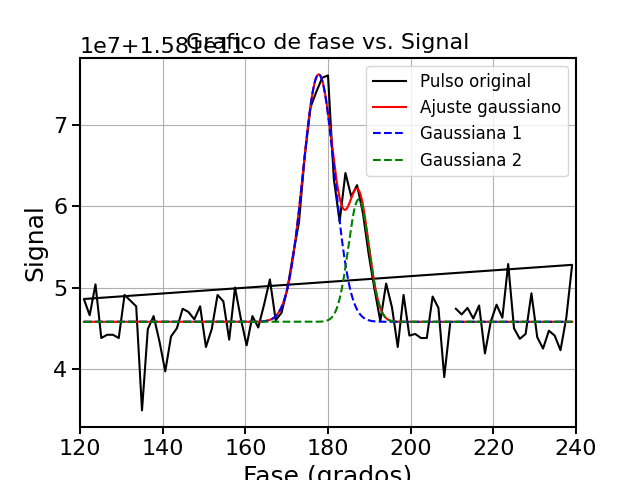 1e7+1.581e11
Grafico de fase vs. Signal
Pulso original
Ajuste gaussiano
Gaussiana 1
Gaussiana 2
Signal
7
6
5
4
120 140 160 180 200 220 240
Fase (grados)